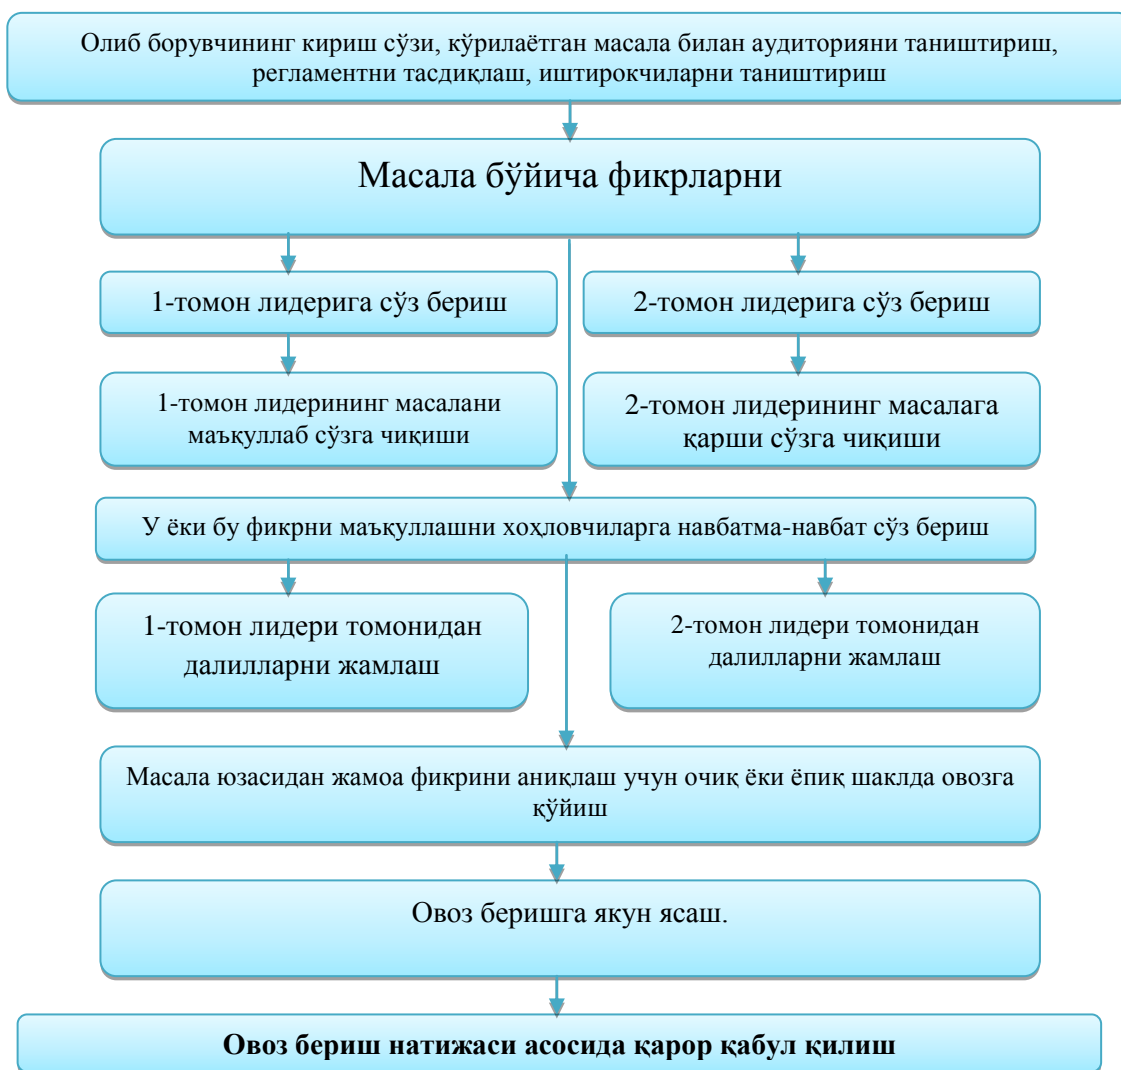 Олиб борувчининг кириш сўзи, кўрилаётган масала билан аудиторияни таништириш,
регламентни тасдиқлаш, иштирокчиларни таништириш
Масала бўйича фикрларни
1-томон лидерига сўз бериш
2-томон лидерига сўз бериш
1-томон лидерининг масалани
маъқуллаб сўзга чиқиши
2-томон лидерининг масалага
қарши сўзга чиқиши
У ёки бу фикрни маъқуллашни хоҳловчиларга навбатма-навбат сўз бериш
1-томон лидери томонидан
далилларни жамлаш
2-томон лидери томонидан
далилларни жамлаш
Масала юзасидан жамоа фикрини аниқлаш учун очиқ ёки ёпиқ шаклда овозга
қўйиш
Овоз беришга якун ясаш.
Овоз бериш натижаси асосида қарор қабул қилиш